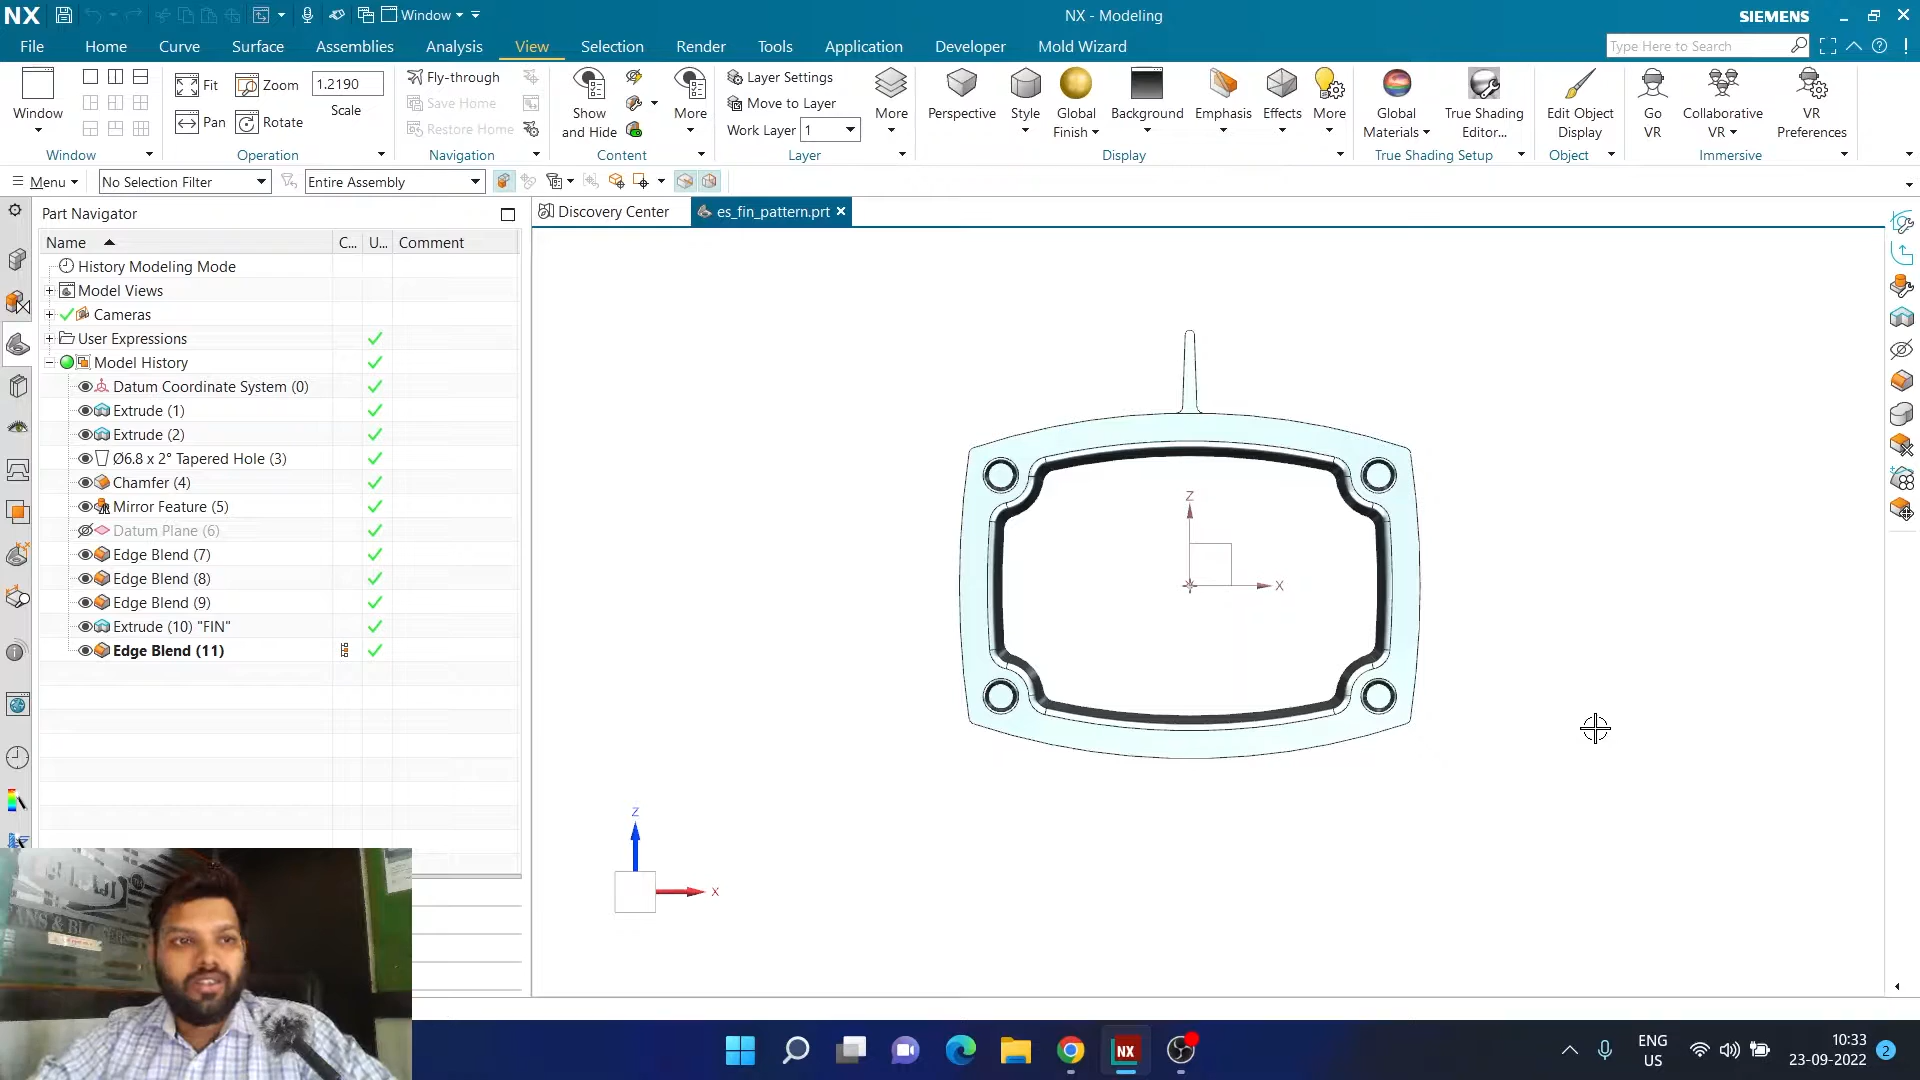 NX
Window
NX - Modeling
SIEMENS
File
Home
Curve
Surface
Assemblies
Analysis
View
Selection
Render
Tools
Application
Developer
Mold Wizard
Type Here to Search
Window
Fit
Zoom
1.2190
Pan
Rotate
Scale
Fly-through
Save Home
Restore Home
Show
and Hide
More
Layer Settings
Move to Layer
Work Layer 1
More
Perspective
Style
Global
Finish
Background
Emphasis
Effects
More
Global
Materials
True Shading
Editor...
Edit Object
Display
Go
VR
Collaborative
VR
VR
Preferences
Window
Operation
Navigation
Content
Layer
Display
True Shading Setup
Object
Immersive
Menu
No Selection Filter
Entire Assembly
Part Navigator
Discovery Center
es_fin_pattern.prt
Name
C...
U...
Comment
History Modeling Mode
Model Views
Cameras
User Expressions
Model History
Datum Coordinate System (0)
Extrude (1)
Extrude (2)
Ø6.8 x 2° Tapered Hole (3)
Chamfer (4)
Mirror Feature (5)
Datum Plane (6)
Edge Blend (7)
Edge Blend (8)
Edge Blend (9)
Extrude (10) "FIN"
Edge Blend (11)
Z
X
Z
X
ANS & BL
NX
ENG
US
10:33
23-09-2022
2